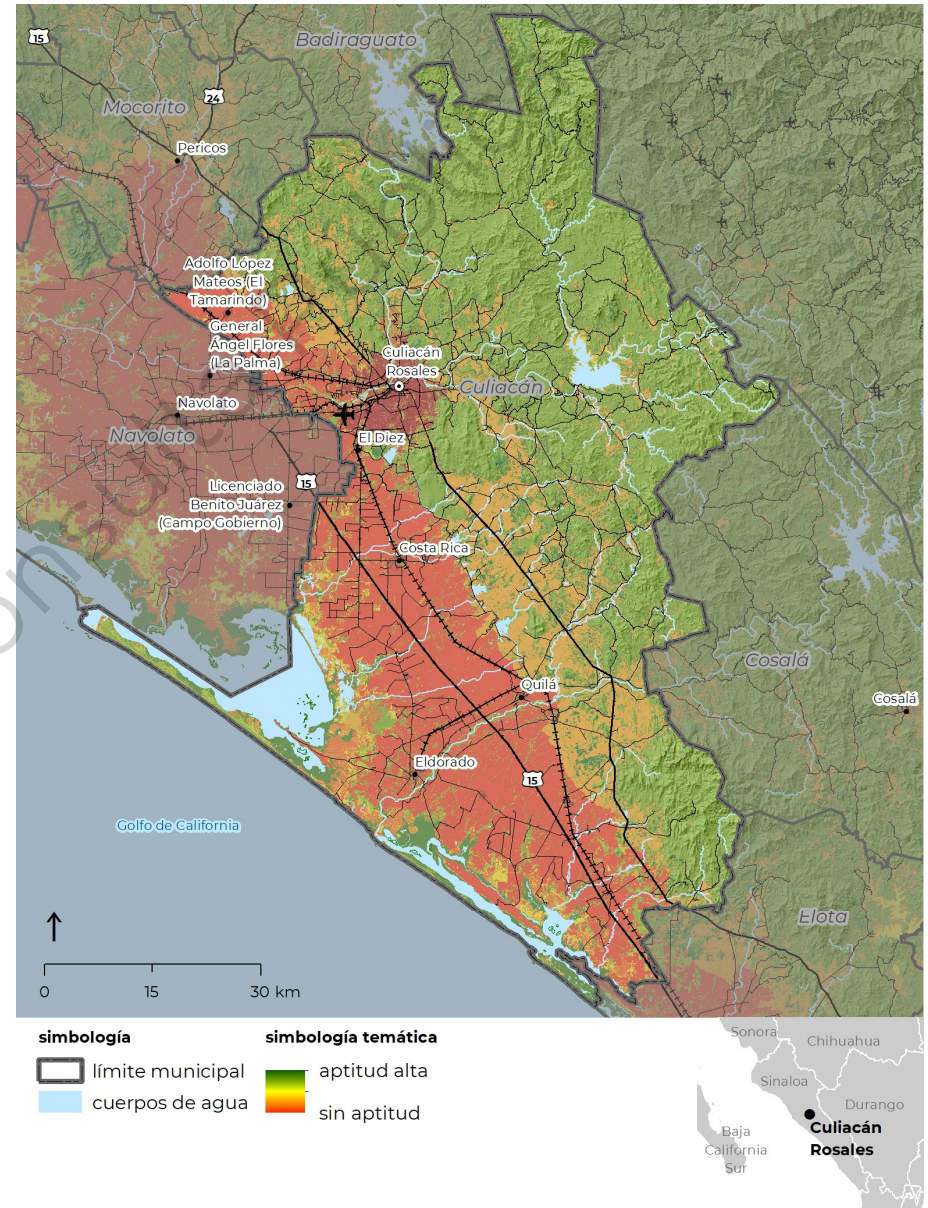 15
Badiraguato
24
Mocorito
Pericos
Adolfo López
Mateos (El
Tamarindo)
General
Ángel Flores
(La Palma)
Culiacán
Rosales
Culiacán
Navolato
Navolato
El Diez
15
Licenciado
Benito Juárez
(Campo Gobierno)
Costa Rica
Cosalá
Quilá
Cosalá
Eldorado
15
Golfo de California
Elota
0 15 30 km
simbología
límite municipal
cuerpos de agua
simbología temática
aptitud alta
sin aptitud
Sonora
Chihuahua
Sinaloa
Durango
Culiacán
Rosales
Baja
California
Sur